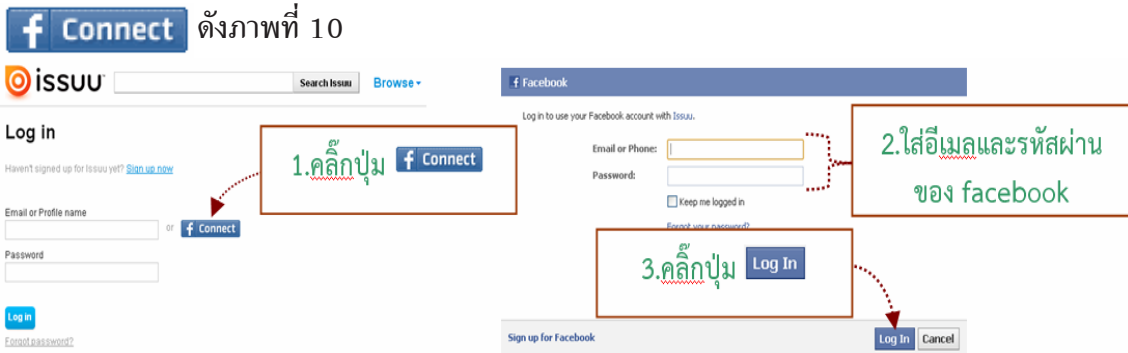 f Connect ดังภาพที่ 10
issuu Search Issuu Browse
Log in
Haven't signed up for Issuu yet? Sign up now
Email or Profile name
or f Connect
Password
Log in
Forgot password?
1.คลิ๊กปุ่ม f Connect
f Facebook
Log in to use your Facebook account with Issuu.
Email or Phone:
Password:
Keep me logged in
Forgot your password?
2.ใส่อีเมลและรหัสผ่าน
ของ facebook
3.คลิ๊กปุ่ม Log In
Sign up for Facebook Log In Cancel